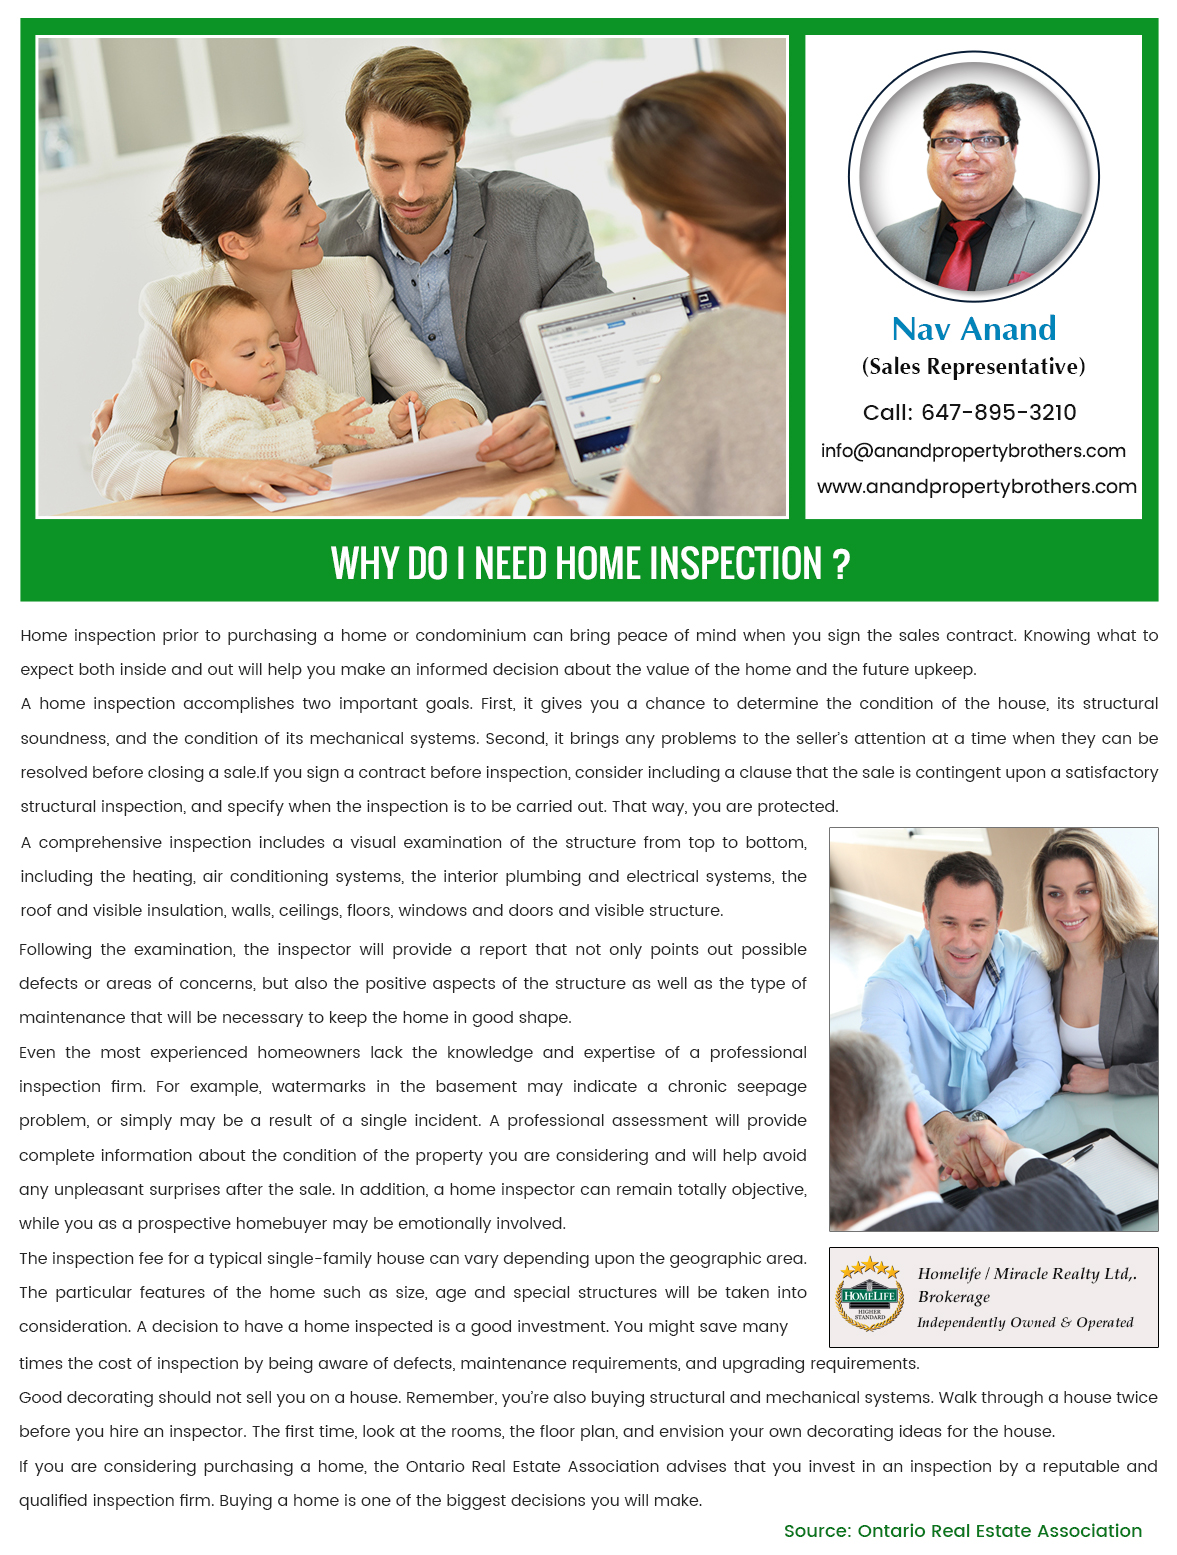 Nav Anand
(Sales Representative)
Call: 647-895-3210
info@anandpropertybrothers.com
www.anandpropertybrothers.com
WHY DO I NEED HOME INSPECTION ?
Home inspection prior to purchasing a home or condominium can bring peace of mind when you sign the sales contract. Knowing what to
expect both inside and out will help you make an informed decision about the value of the home and the future upkeep.
A home inspection accomplishes two important goals. First, it gives you a chance to determine the condition of the house, its structural
soundness, and the condition of its mechanical systems. Second, it brings any problems to the seller's attention at a time when they can be
resolved before closing a sale.If you sign a contract before inspection, consider including a clause that the sale is contingent upon a satisfactory
structural inspection, and specify when the inspection is to be carried out. That way, you are protected.
A comprehensive inspection includes a visual examination of the structure from top to bottom,
including the heating, air conditioning systems, the interior plumbing and electrical systems, the
roof and visible insulation, walls, ceilings, floors, windows and doors and visible structure.
Following the examination, the inspector will provide a report that not only points out possible
defects or areas of concerns, but also the positive aspects of the structure as well as the type of
maintenance that will be necessary to keep the home in good shape.
Even the most experienced homeowners lack the knowledge and expertise of a professional
inspection firm. For example, watermarks in the basement may indicate a chronic seepage
problem, or simply may be a result of a single incident. A professional assessment will provide
complete information about the condition of the property you are considering and will help avoid
any unpleasant surprises after the sale. In addition, a home inspector can remain totally objective,
while you as a prospective homebuyer may be emotionally involved.
The inspection fee for a typical single-family house can vary depending upon the geographic area.
The particular features of the home such as size, age and special structures will be taken into
consideration. A decision to have a home inspected is a good investment. You might save many
times the cost of inspection by being aware of defects, maintenance requirements, and upgrading requirements.
Good decorating should not sell you on a house. Remember, you're also buying structural and mechanical systems. Walk through a house twice
before you hire an inspector. The first time, look at the rooms, the floor plan, and envision your own decorating ideas for the house.
If you are considering purchasing a home, the Ontario Real Estate Association advises that you invest in an inspection by a reputable and
qualified inspection firm. Buying a home is one of the biggest decisions you will make.
HOMELIFE
HIGHER
STANDARD
Homelife / Miracle Realty Ltd,.
Brokerage
Independently Owned & Operated
Source: Ontario Real Estate Association